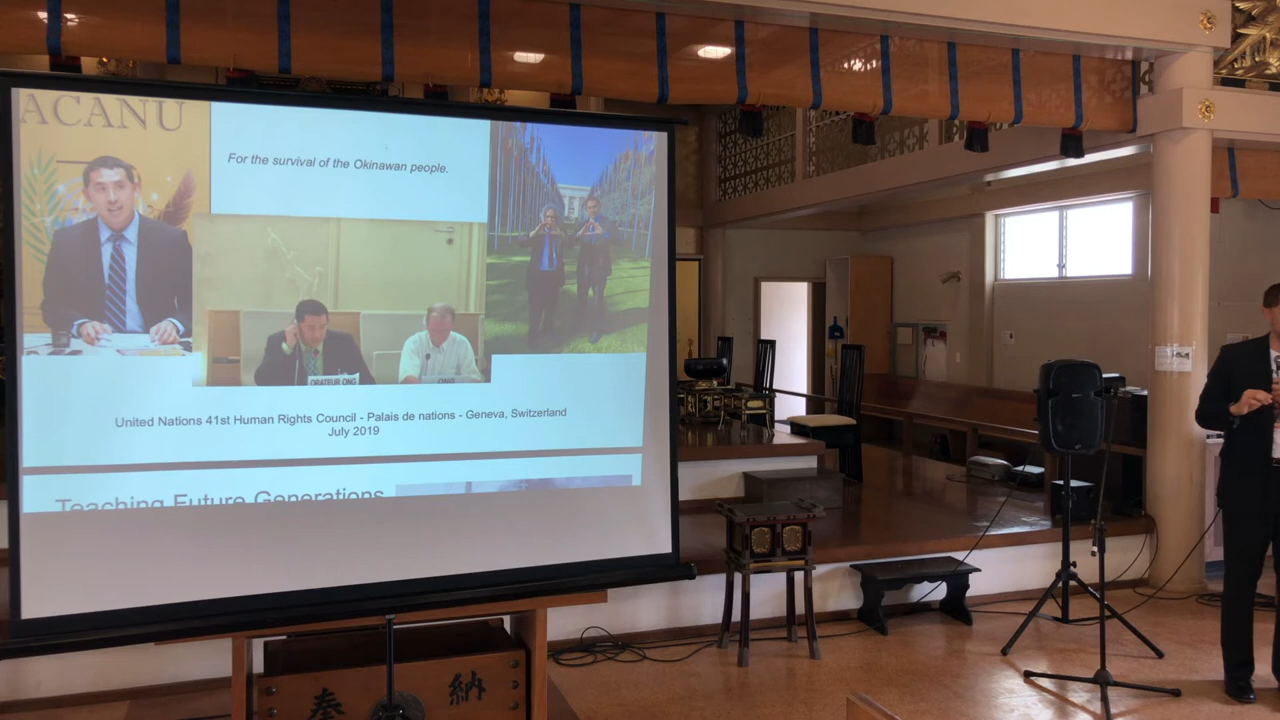 ACANU
For the survival of the Okinawan people.
ORATEUR ONG
ONG
United Nations 41st Human Rights Council - Palais de nations - Geneva, Switzerland
July 2019
Teaching Future Generations
奉納